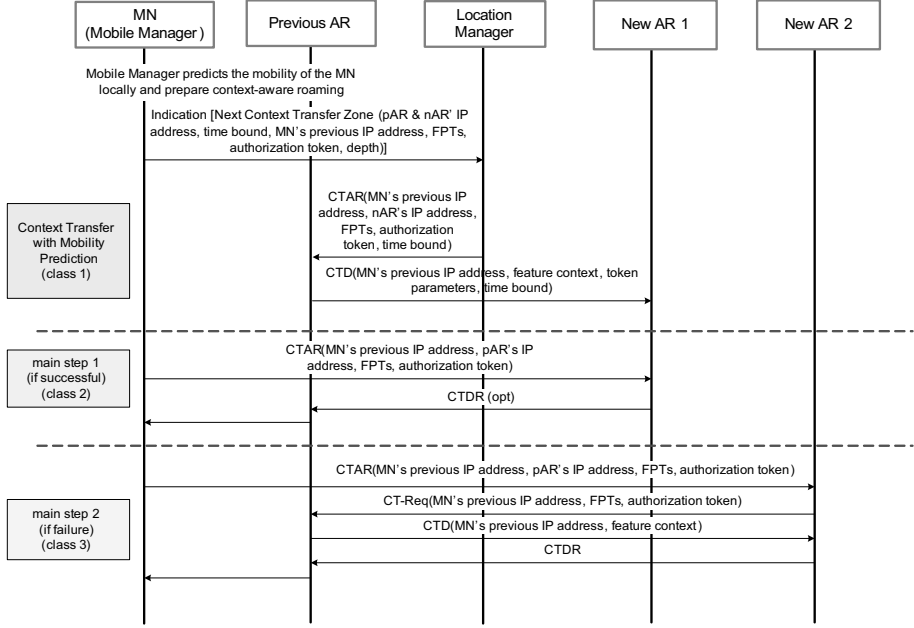 MN
(Mobile Manager)
Previous AR
Location
Manager
New AR 1
New AR 2
Mobile Manager predicts the mobility of the MN
locally and prepare context-aware roaming
Indication [Next Context Transfer Zone (pAR & nAR' IP
address, time bound, MN's previous IP address, FPTs,
authorization token, depth)]
Context Transfer
with Mobility
Prediction
(class 1)
CTAR(MN's previous IP
address, nAR's IP address,
FPTs, authorization
token, time bound)
CTD(MN's previous IP address, feature context, token
parameters, time bound)
main step 1
(if successful)
(class 2)
CTAR(MN's previous IP address, pAR's IP
address, FPTs, authorization token)
CTDR (opt)
main step 2
(if failure)
(class 3)
CTAR(MN's previous IP address, pAR's IP address, FPTs, authorization token)
CT-Req(MN's previous IP address, FPTs, authorization token)
CTD(MN's previous IP address, feature context)
CTDR